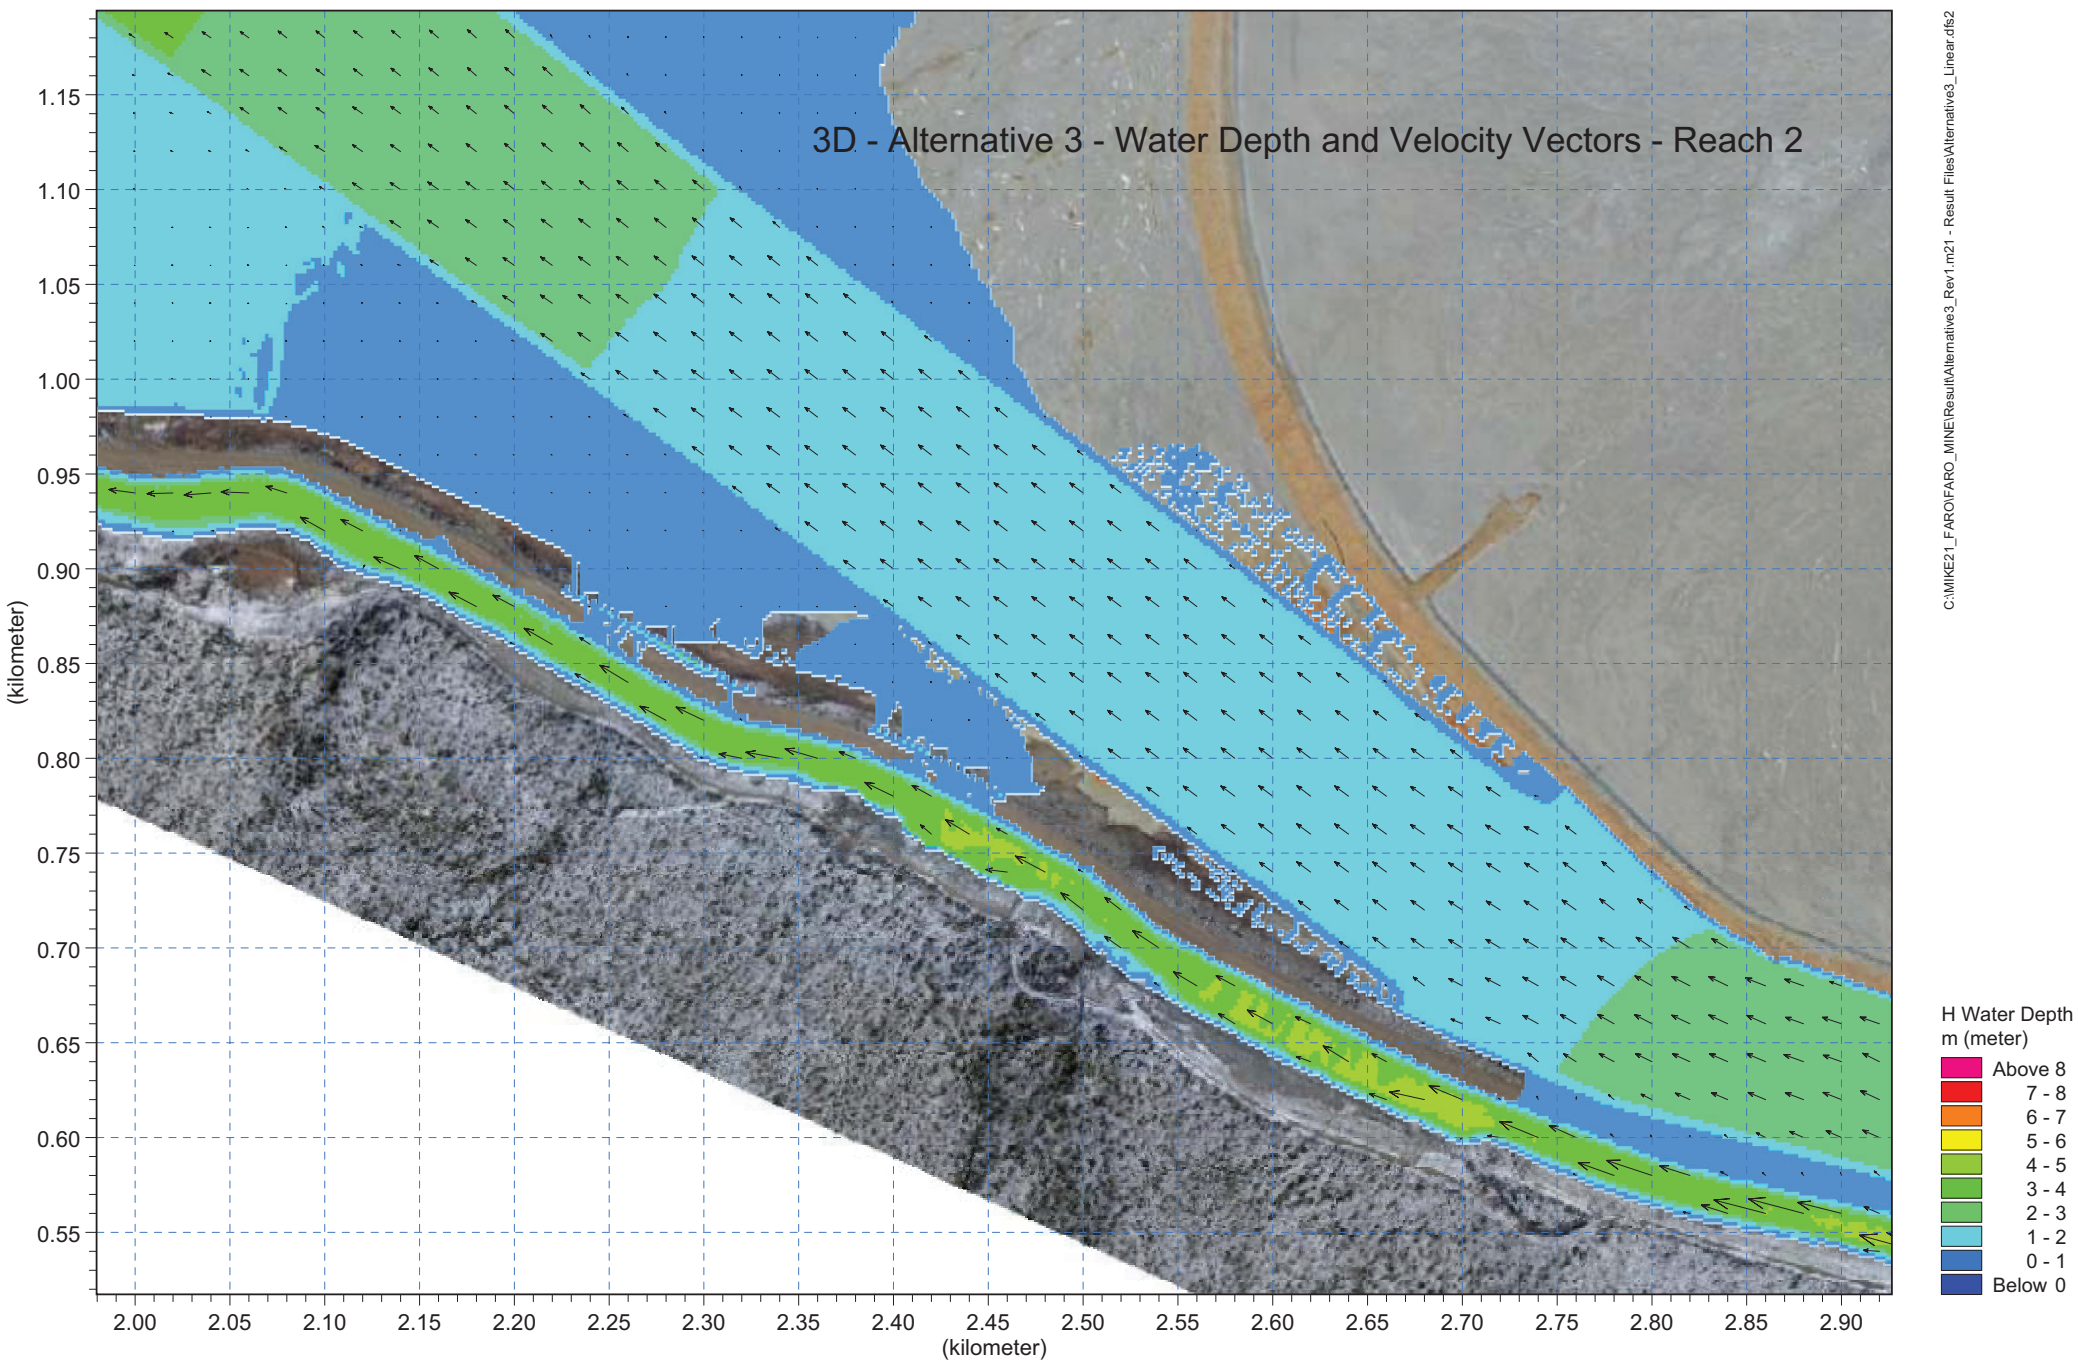 3D - Alternative 3 - Water Depth and Velocity Vectors - Reach 2
C:\MIKE21_FARO\FARO_MINE\Result\Alternative3_Rev1.m21 - Result Files\Alternative3_Linear.dfs2
1.15
1.10
1.05
1.00
0.95
0.90
0.85
0.80
0.75
0.70
0.65
0.60
0.55
(kilometer)
2.00 2.05 2.10 2.15 2.20 2.25 2.30 2.35 2.40 2.45 2.50 2.55 2.60 2.65 2.70 2.75 2.80 2.85 2.90
(kilometer)
H Water Depth
m (meter)
Above 8
7 - 8
6 - 7
5 - 6
4 - 5
3 - 4
2 - 3
1 - 2
0 - 1
Below 0